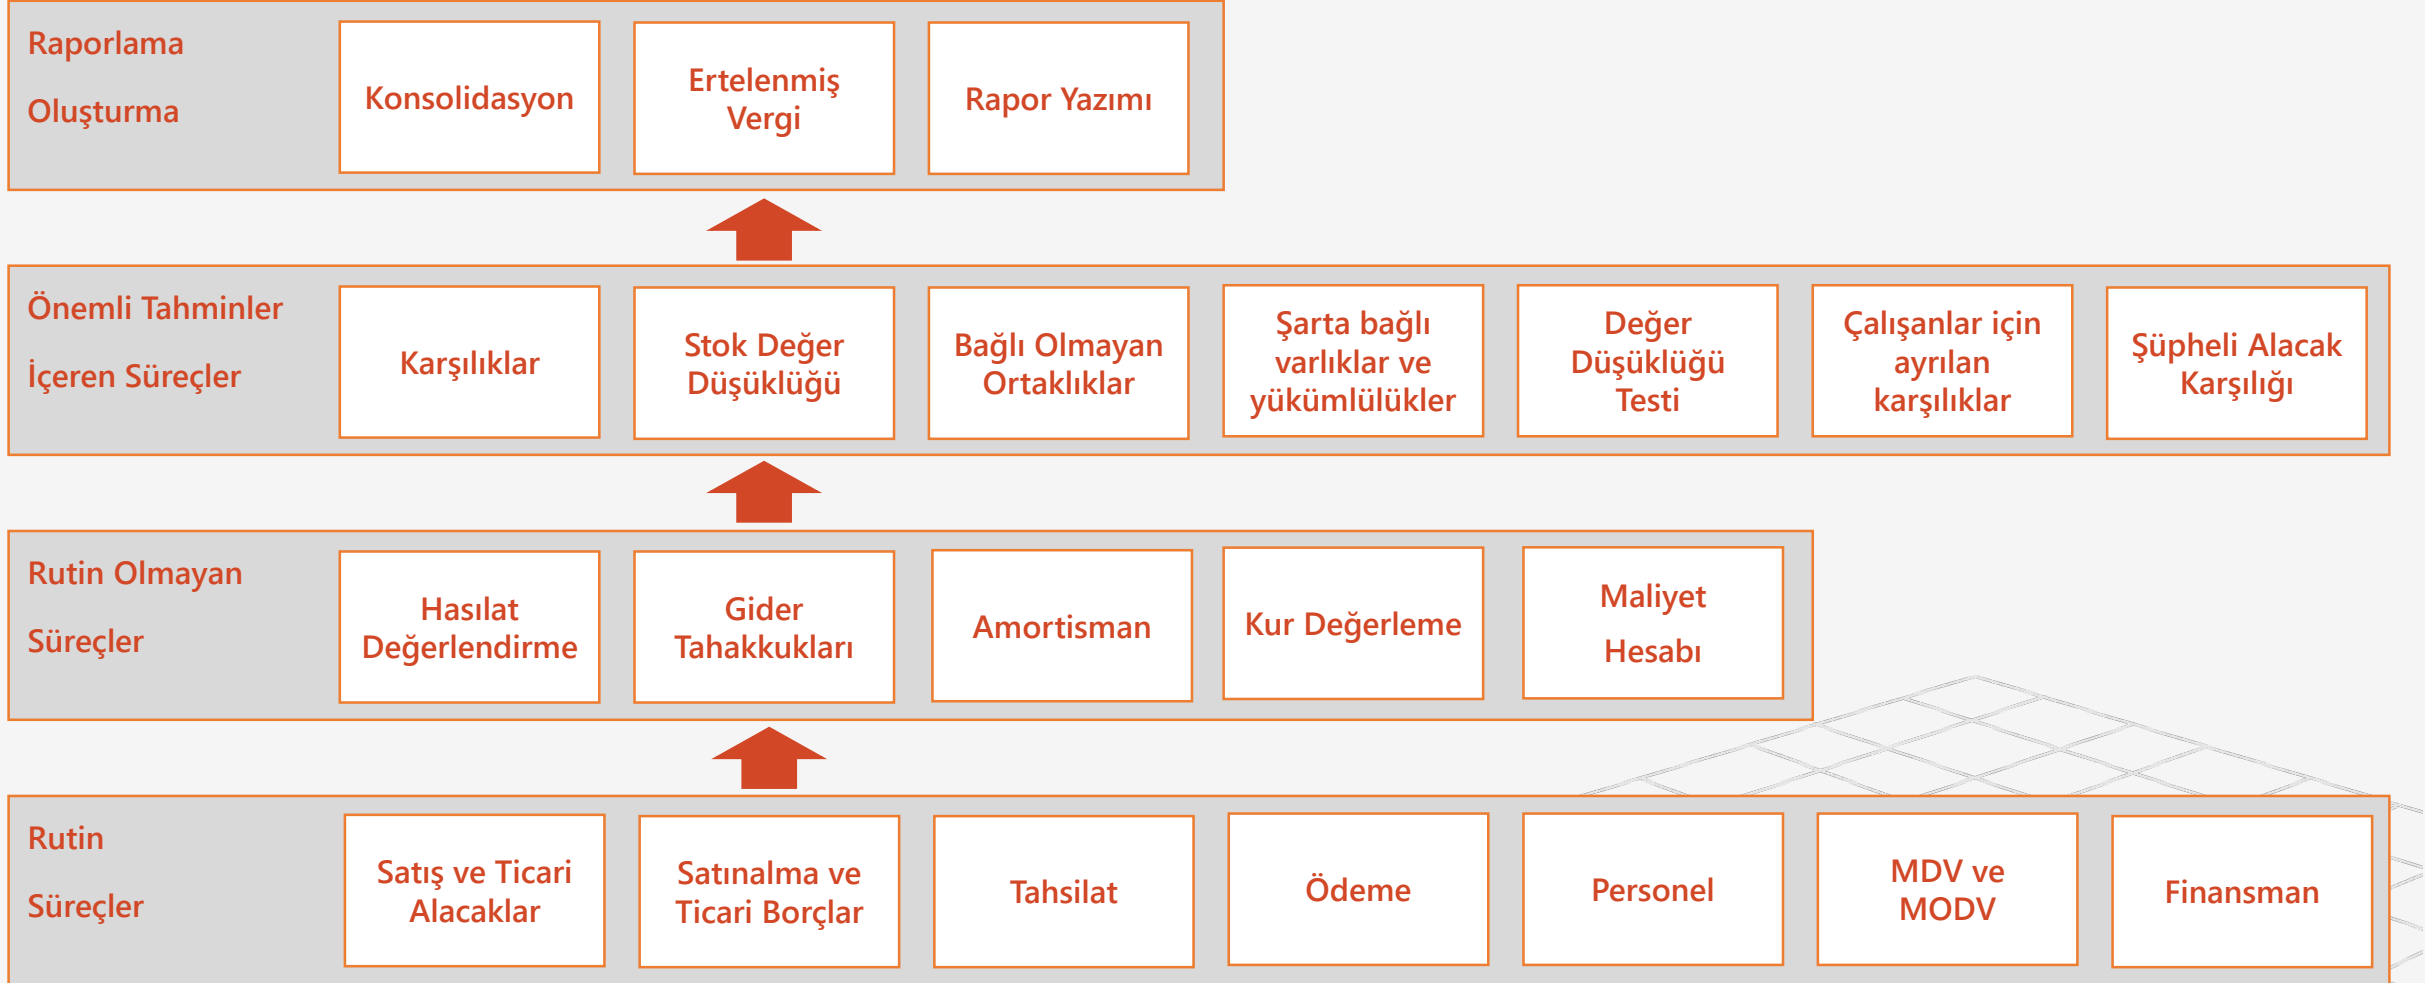 Raporlama
Oluşturma
Konsolidasyon
Ertelenmiş
Vergi
Rapor Yazımı
Önemli Tahminler
İçeren Süreçler
Karşılıklar
Stok Değer
Düşüklüğü
Bağlı Olmayan
Ortaklıklar
Şarta bağlı
varlıklar ve
yükümlülükler
Değer
Düşüklüğü
Testi
Çalışanlar için
ayrılan
karşılıklar
Şüpheli Alacak
Karşılığı
Rutin Olmayan
Süreçler
Hasılat
Değerlendirme
Gider
Tahakkukları
Amortisman
Kur Değerleme
Maliyet
Hesabı
Rutin
Süreçler
Satış ve Ticari
Alacaklar
Satınalma ve
Ticari Borçlar
Tahsilat
Ödeme
Personel
MDV ve
MODV
Finansman